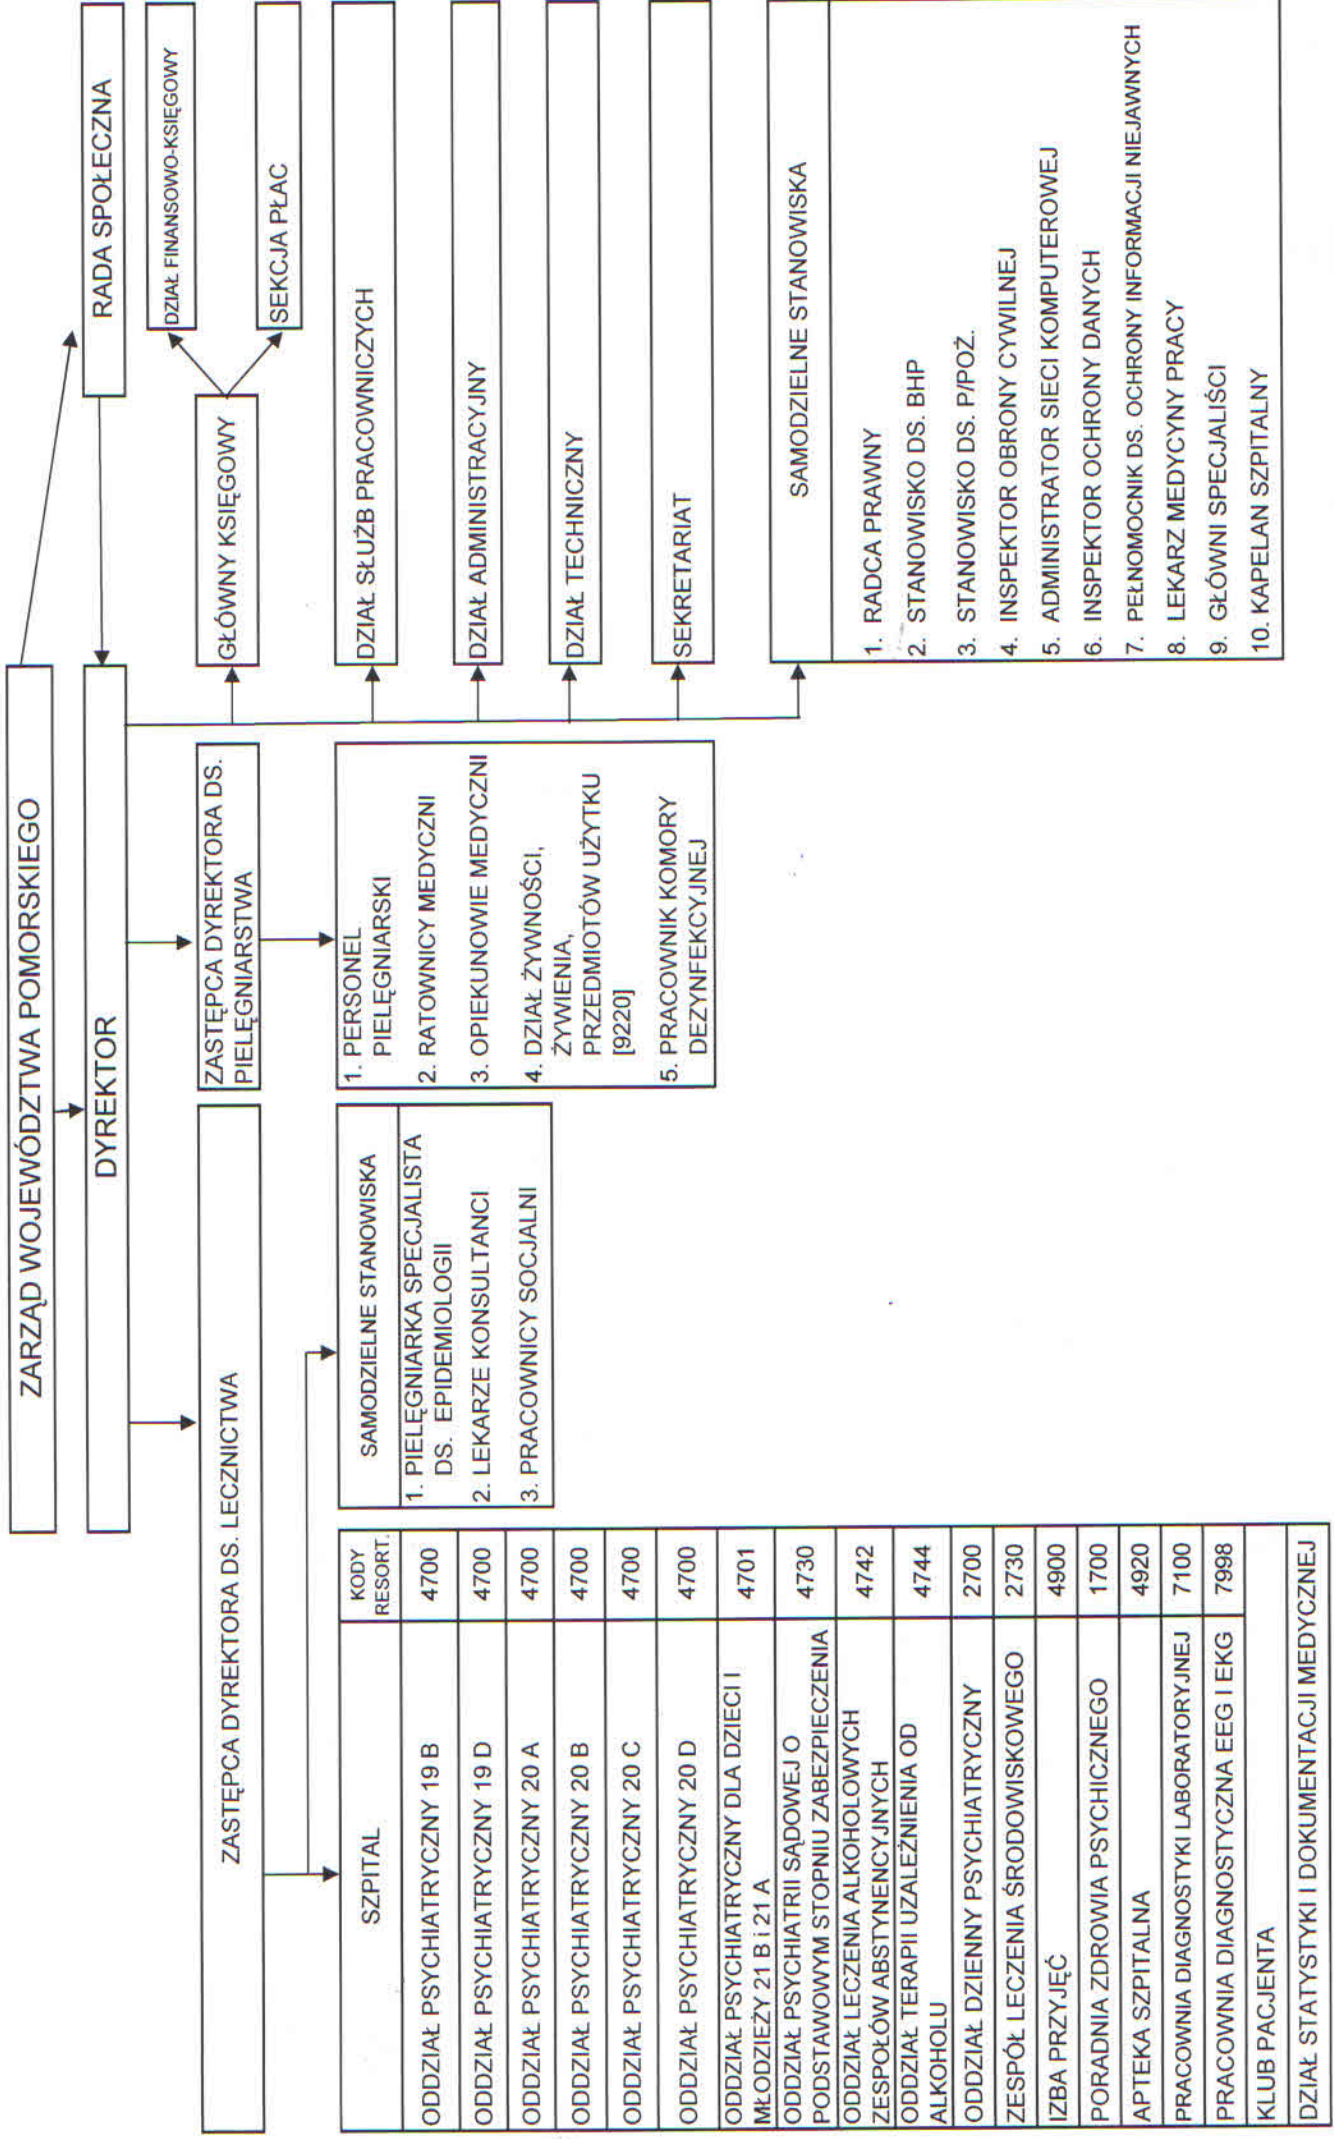 ZARZĄD WOJEWÓDZTWA POMORSKIEGO
RADA SPOŁECZNA
DYREKTOR
ZASTĘPCA DYREKTORA DS. LECZNICTWA
ZASTĘPCA DYREKTORA DS.
PIELĘGNIARSTWA
GŁÓWNY KSIĘGOWY
DZIAŁ FINANSOWO-KSIĘGOWY
SEKCJA PŁAC
DZIAŁ SŁUŻB PRACOWNICZYCH
DZIAŁ ADMINISTRACYJNY
DZIAŁ TECHNICZNY
SEKRETARIAT
SZPITAL
KODY
RESORT.
ODDZIAŁ PSYCHIATRYCZNY 19 B 4700
ODDZIAŁ PSYCHIATRYCZNY 19 D 4700
ODDZIAŁ PSYCHIATRYCZNY 20 A 4700
ODDZIAŁ PSYCHIATRYCZNY 20 B 4700
ODDZIAŁ PSYCHIATRYCZNY 20 C 4700
ODDZIAŁ PSYCHIATRYCZNY 20 D 4700
ODDZIAŁ PSYCHIATRYCZNY DLA DZIECI I
MŁODZIEŻY 21 B i 21 A 4701
ODDZIAŁ PSYCHIATRII SĄDOWEJ O
PODSTAWOWYM STOPNIU ZABEZPIECZENIA 4730
ODDZIAŁ LECZENIA ALKOHOLOWYCH
ZESPOŁÓW ABSTYNENCYJNYCH 4742
ODDZIAŁ TERAPII UZALEŻNIENIA OD
ALKOHOLU 4744
ODDZIAŁ DZIENNY PSYCHIATRYCZNY 2700
ZESPÓŁ LECZENIA ŚRODOWISKOWEGO 2730
IZBA PRZYJĘĆ 4900
PORADNIA ZDROWIA PSYCHICZNEGO 1700
APTEKA SZPITALNA 4920
PRACOWNIA DIAGNOSTYKI LABORATORYJNEJ 7100
PRACOWNIA DIAGNOSTYCZNA EEG I EKG 7998
KLUB PACJENTA
DZIAŁ STATYSTYKI I DOKUMENTACJI MEDYCZNEJ
SAMODZIELNE STANOWISKA
1. PIELĘGNIARKA SPECJALISTA
DS. EPIDEMIOLOGII
2. LEKARZE KONSULTANCI
3. PRACOWNICY SOCJALNI
1. PERSONEL
PIELĘGNIARSKI
2. RATOWNICY MEDYCZNI
3. OPIEKUNOWIE MEDYCZNI
4. DZIAŁ ŻYWNOŚCI,
ŻYWIENIA,
PRZEDMIOTÓW UŻYTKU
[9220]
5. PRACOWNIK KOMORY
DEZYNFEKCYJNEJ
SAMODZIELNE STANOWISKA
1. RADCA PRAWNY
2. STANOWISKO DS. BHP
3. STANOWISKO DS. P/POŻ.
4. INSPEKTOR OBRONY CYWILNEJ
5. ADMINISTRATOR SIECI KOMPUTEROWEJ
6. INSPEKTOR OCHRONY DANYCH
7. PEŁNOMOCNIK DS. OCHRONY INFORMACJI NIEJAWNYCH
8. LEKARZ MEDYCYNY PRACY
9. GŁÓWNI SPECJALIŚCI
10. KAPELAN SZPITALNY